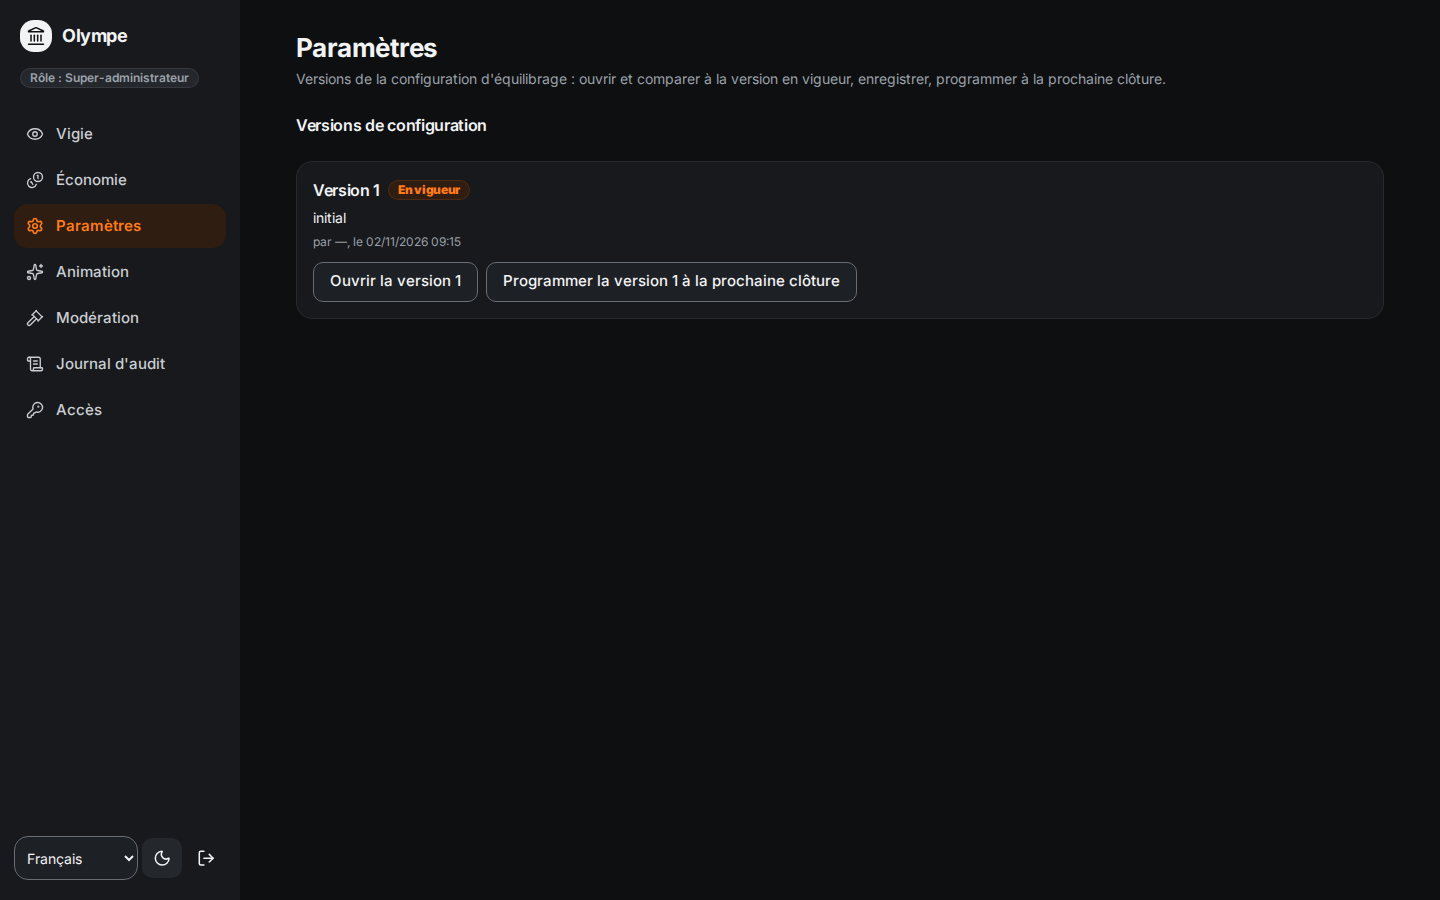 Olympe
Rôle : Super-administrateur
Vigie
Économie
Paramètres
Animation
Modération
Journal d'audit
Accès
Français
Paramètres
Versions de la configuration d'équilibrage : ouvrir et comparer à la version en vigueur, enregistrer, programmer à la prochaine clôture.
Versions de configuration
Version 1 En vigueur
initial
par —, le 02/11/2026 09:15
Ouvrir la version 1 Programmer la version 1 à la prochaine clôture